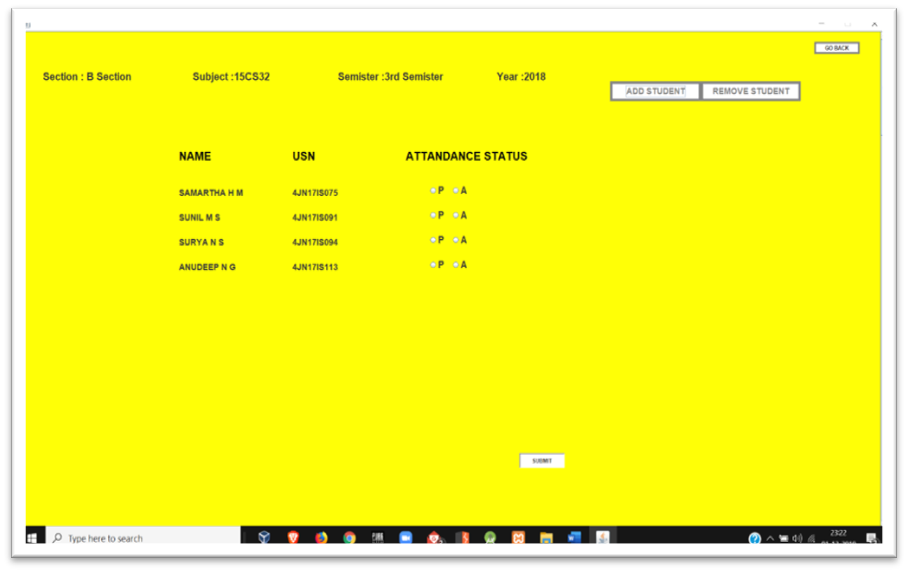 GO BACK
Section : B Section Subject :15CS32 Semister :3rd Semister Year :2018
ADD STUDENT REMOVE STUDENT
NAME USN ATTANDANCE STATUS
SAMARTHA H M 4JN17IS075 P A
SUNIL M S 4JN17IS091 P A
SURYA N S 4JN17IS094 P A
ANUDEEP N G 4JN17IS113 P A
SUBMIT
Type here to search
23:22